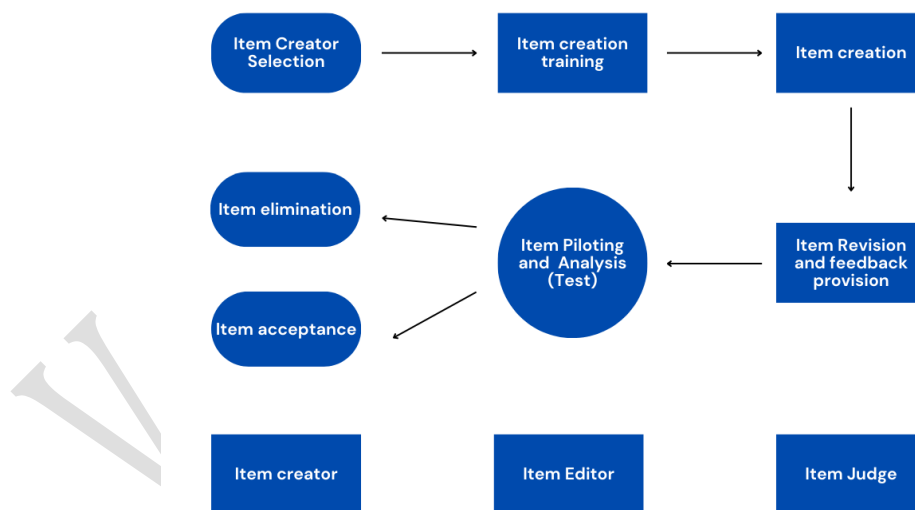 Item Creator
Selection
Item creation
training
Item creation
Item elimination
Item Piloting
and Analysis
(Test)
Item Revision
and feedback
provision
Item acceptance
Item creator
Item Editor
Item Judge